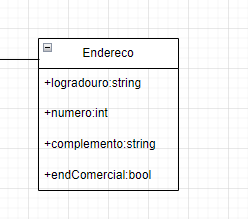 Endereco
+logradouro:string
+numero:int
+complemento:string
+endComercial:bool